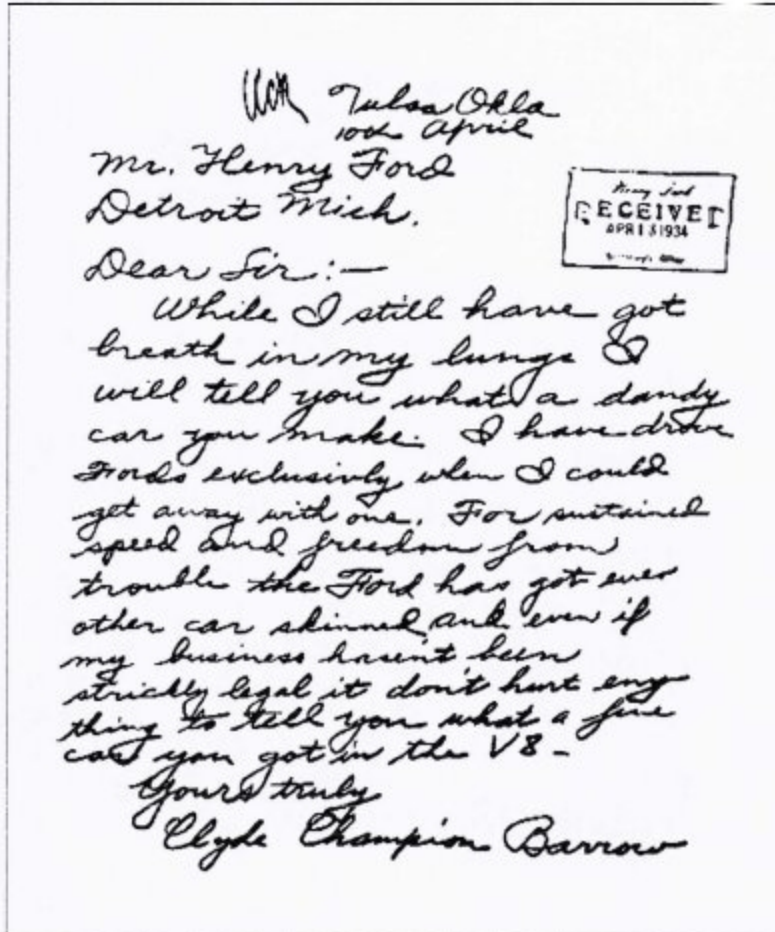 Tulsa Okla
10th April
Mr. Henry Ford
Detroit Mich.
Henry Ford
RECEIVED
APR 13 1934
Dear Sir:—
While I still have got
breath in my lungs I
will tell you what a dandy
car you make. I have drove
Fords exclusivly when I could
get away with one. For sustained
speed and freedom from
trouble the Ford has got ever
other car skinned, and even if
my business hasen't been
strickly legal it don't hurt eny
thing to tell you what a fine
car you got in the V8 –
Yours truly
Clyde Champion Barrow